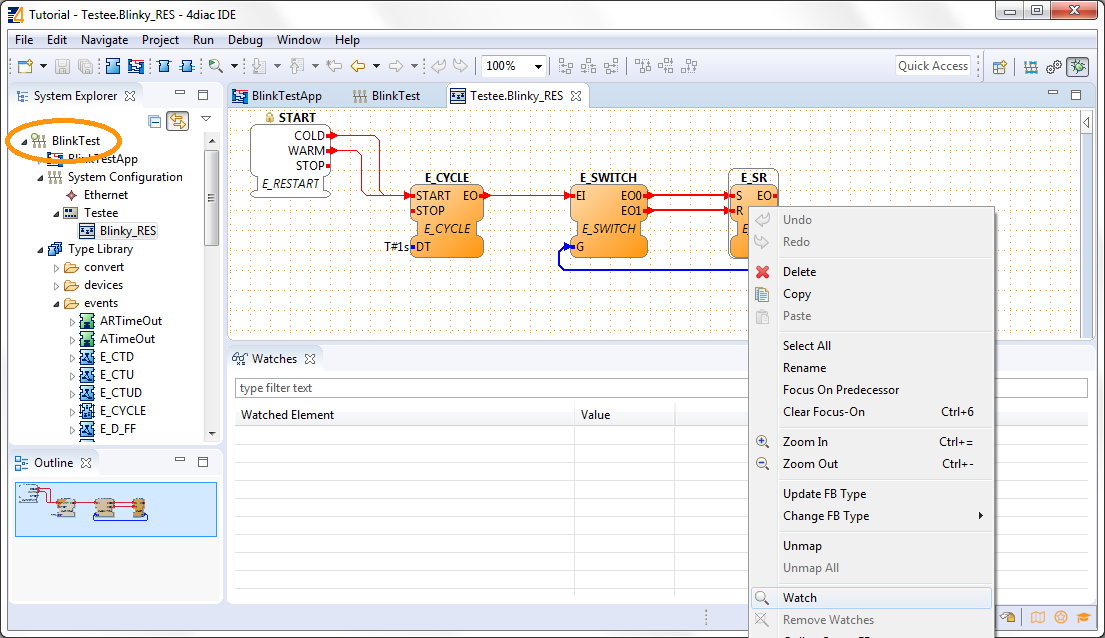 Tutorial - Testee.Blinky_RES - 4diac IDE
File Edit Navigate Project Run Debug Window Help
100%
Quick Access
System Explorer
BlinkTest
BlinkTestApp
System Configuration
Ethernet
Testee
Blinky_RES
Type Library
convert
devices
events
ARTimeOut
ATimeOut
E_CTD
E_CTU
E_CTUD
E_CYCLE
E_D_FF
Outline
BlinkTestApp BlinkTest Testee.Blinky_RES
START
COLD
WARM
STOP
E_RESTART
E_CYCLE
START EO
STOP
E_CYCLE
T#1s DT
E_SWITCH
EI EO0
EO1
E_SWITCH
G
E_SR
S EO
R
Watches
type filter text
Watched Element Value
Undo
Redo
Delete
Copy
Paste
Select All
Rename
Focus On Predecessor
Clear Focus-On Ctrl+6
Zoom In Ctrl+=
Zoom Out Ctrl+-
Update FB Type
Change FB Type
Unmap
Unmap All
Watch
Remove Watches